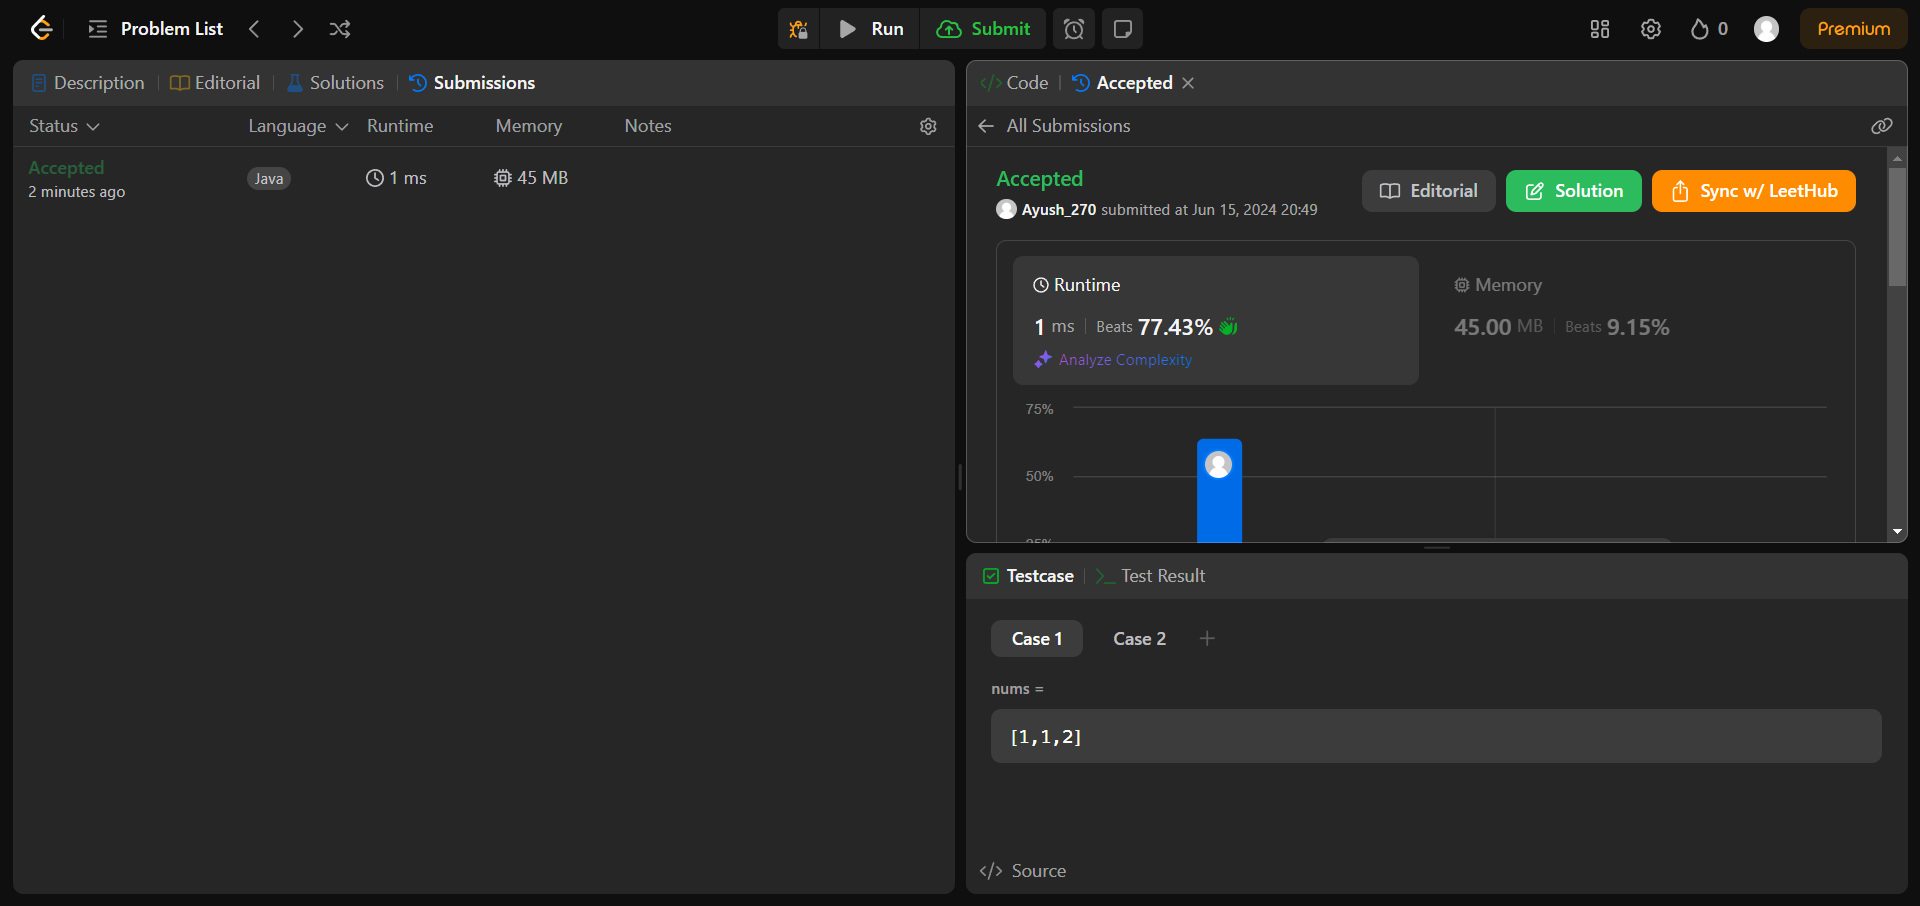 Problem List
Run
Submit
0
Premium
Description
Editorial
Solutions
Submissions
Status
Language
Runtime
Memory
Notes
Accepted
2 minutes ago
Java
1 ms
45 MB
Code
Accepted
All Submissions
Accepted
Ayush_270 submitted at Jun 15, 2024 20:49
Editorial
Solution
Sync w/ LeetHub
Runtime
1 ms
Beats 77.43%
Analyze Complexity
Memory
45.00 MB
Beats 9.15%
75%
50%
25%
Testcase
Test Result
Case 1
Case 2
nums =
[1,1,2]
Source